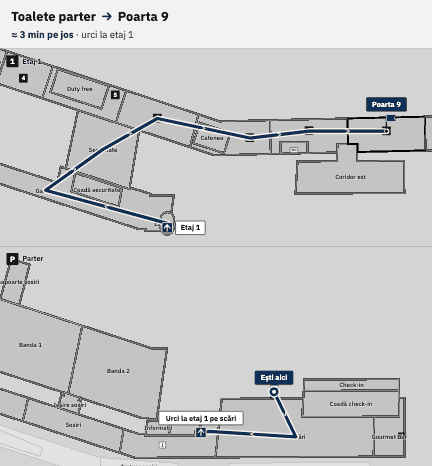 Toalete parter → Poarta 9
≈ 3 min pe jos · urci la etaj 1
1 Etaj 1
4
Duty free
5
Poarta 9
Cafenea
Coadă securitate
Coridor est
Etaj 1
P Parter
Banda 1
Banda 2
Ești aici
Check-in
Coadă check-in
Urci la etaj 1 pe scări
Sosiri
Informații
Gourmet Bar